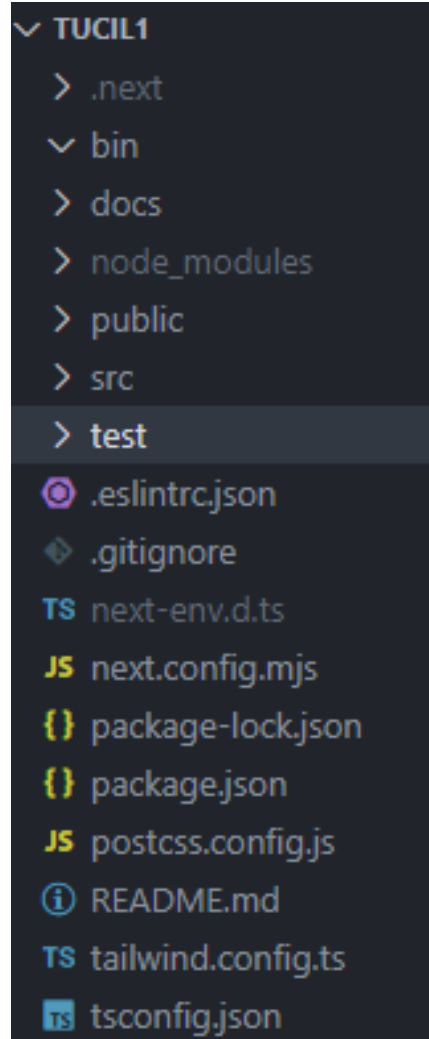 TUCIL1
.next
bin
docs
node_modules
public
src
test
.eslintrc.json
.gitignore
TS next-env.d.ts
JS next.config.mjs
{} package-lock.json
{} package.json
JS postcss.config.js
README.md
TS tailwind.config.ts
TS tsconfig.json